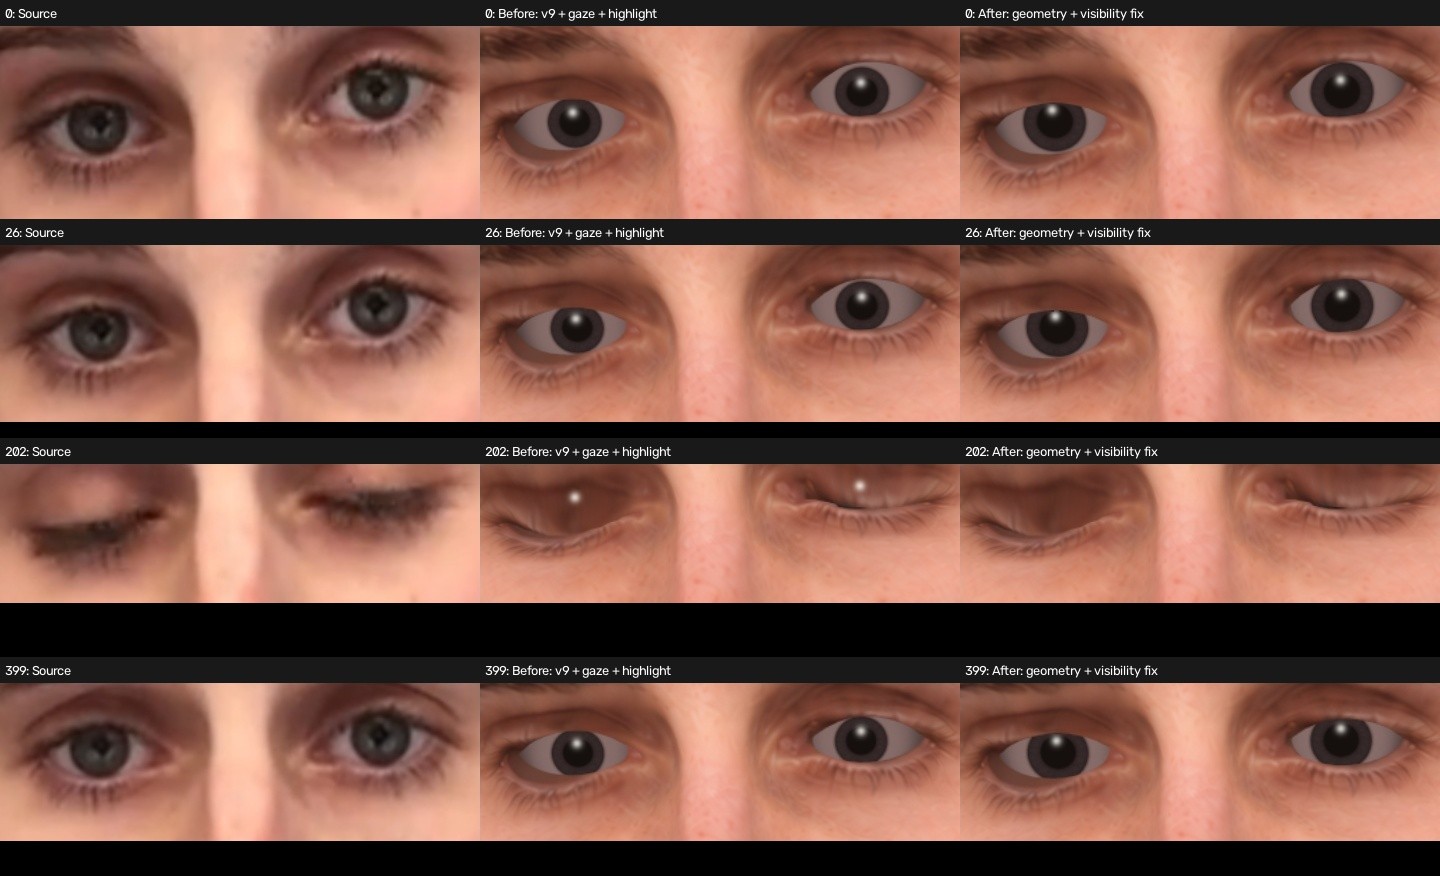 0: Source
0: Before: v9 + gaze + highlight
0: After: geometry + visibility fix
26: Source
26: Before: v9 + gaze + highlight
26: After: geometry + visibility fix
202: Source
202: Before: v9 + gaze + highlight
202: After: geometry + visibility fix
399: Source
399: Before: v9 + gaze + highlight
399: After: geometry + visibility fix